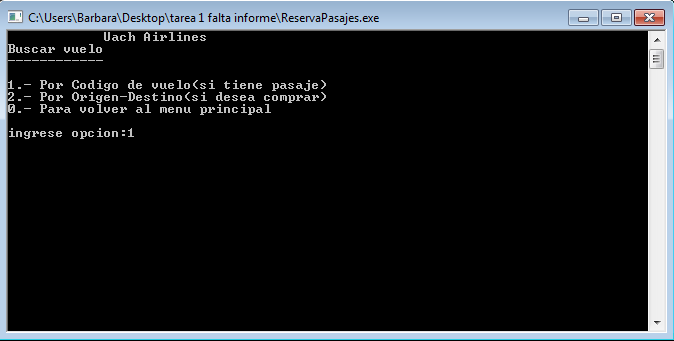 C:\Users\Barbara\Desktop\tarea 1 falta informe\ReservaPasajes.exe
Uach Airlines
Buscar vuelo
------------
1.- Por Codigo de vuelo(si tiene pasaje)
2.- Por Origen-Destino(si desea comprar)
0.- Para volver al menu principal
ingrese opcion:1